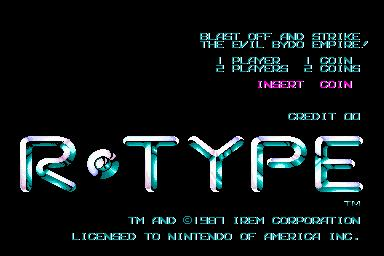 BLAST OFF AND STRIKE
THE EVIL BYDO EMPIRE!
1 PLAYER 1 COIN
2 PLAYERS 2 COINS
INSERT COIN
CREDIT 00
R•TYPE
TM
TM AND ©1987 IREM CORPORATION
LICENSED TO NINTENDO OF AMERICA INC.